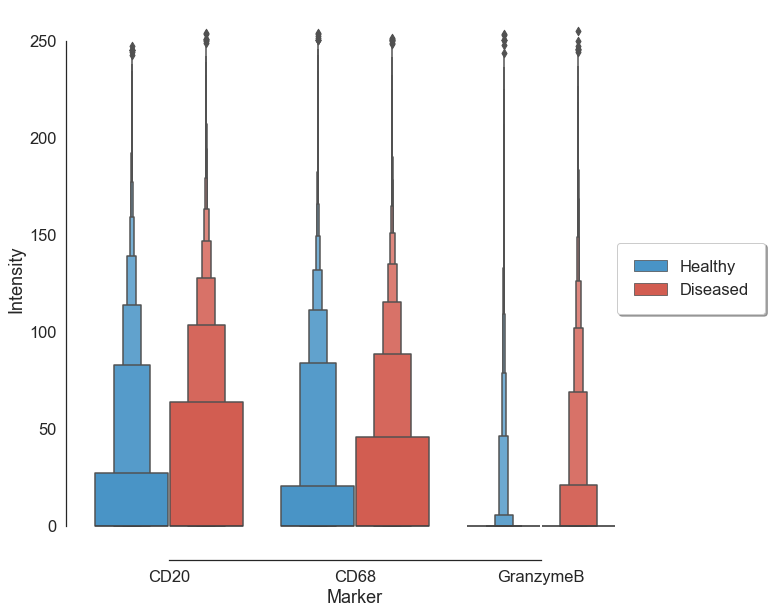 250
200
150
100
50
0
Intensity
Healthy
Diseased
CD20
CD68
GranzymeB
Marker